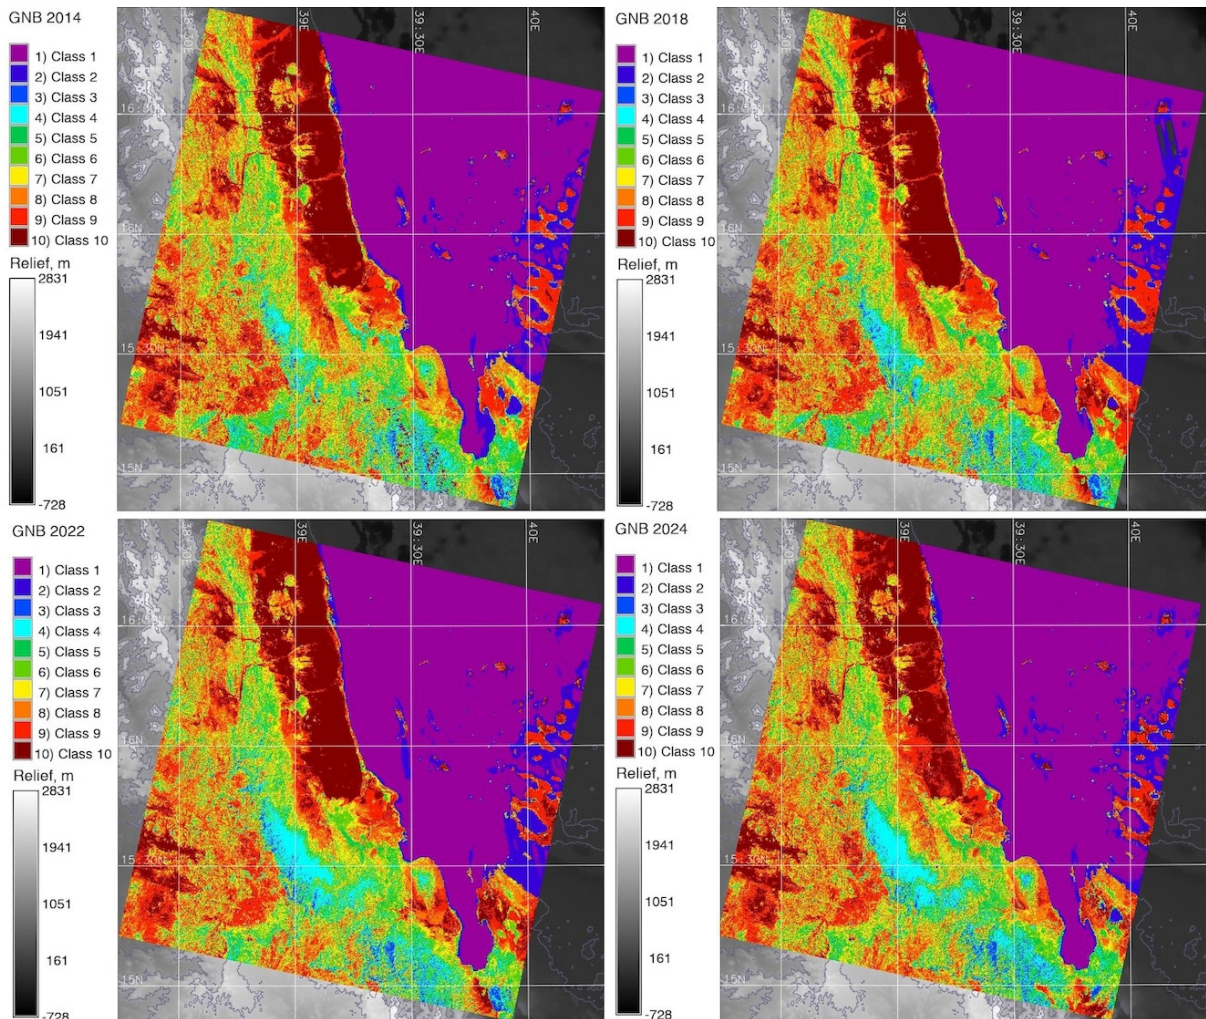 GNB 2014
1) Class 1
2) Class 2
3) Class 3
4) Class 4
5) Class 5
6) Class 6
7) Class 7
8) Class 8
9) Class 9
10) Class 10
Relief, m
2831
1941
1051
161
-728
39E
39:30E
40E
16N
15:30N
15N
GNB 2018
1) Class 1
2) Class 2
3) Class 3
4) Class 4
5) Class 5
6) Class 6
7) Class 7
8) Class 8
9) Class 9
10) Class 10
Relief, m
2831
1941
1051
161
-728
39E
39:30E
40E
16N
15:30N
15N
GNB 2022
1) Class 1
2) Class 2
3) Class 3
4) Class 4
5) Class 5
6) Class 6
7) Class 7
8) Class 8
9) Class 9
10) Class 10
Relief, m
2831
1941
1051
161
-728
39E
39:30E
40E
16N
15:30N
15N
GNB 2024
1) Class 1
2) Class 2
3) Class 3
4) Class 4
5) Class 5
6) Class 6
7) Class 7
8) Class 8
9) Class 9
10) Class 10
Relief, m
2831
1941
1051
161
-728
39E
39:30E
40E
16N
15:30N
15N